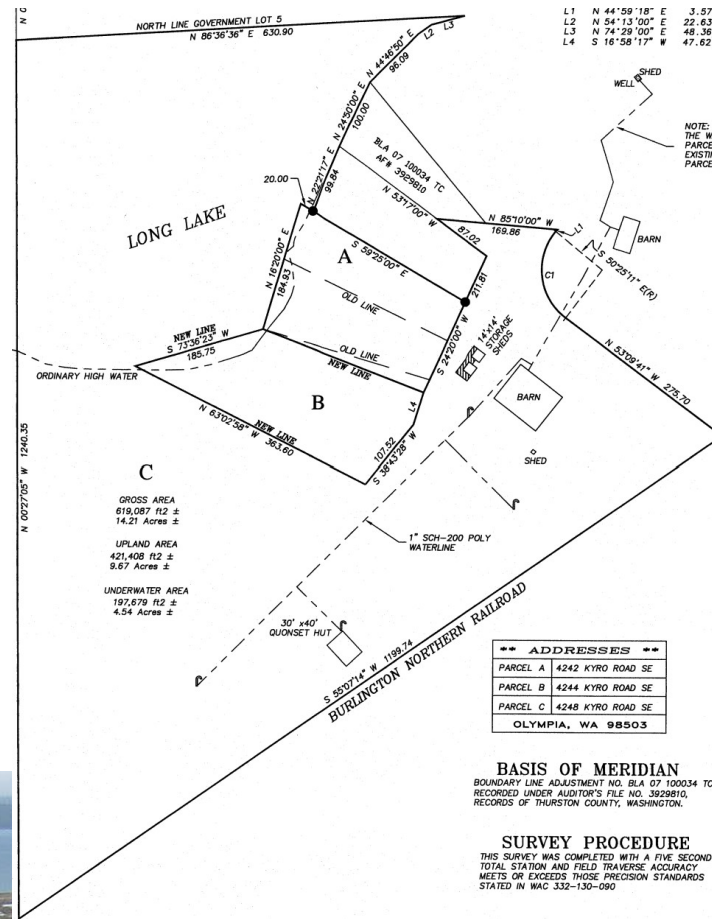 N 0
NORTH LINE GOVERNMENT LOT 5
N 86°36'36" E 630.90
L1 N 44°59'18" E 3.57
L2 N 54°13'00" E 22.63
L3 N 74°29'00" E 48.36
L4 S 16°58'17" W 47.62
L2
L3
N 44°46'50" E
96.09
N 24°50'00" E
100.00
N 22°21'17" E
99.84
20.00
BLA 07 100034 TC
AF# 3929810
N 53°17'00" W
87.02
N 85°10'00" W
169.86
L1
S 50°25'11" E(R)
C1
SHED
WELL
NOTE:
THE W
PARCE
EXISTI
PARCE
BARN
LONG LAKE
A
S 59°25'00" E
211.81
S 24°20'00" W
N 16°20'00" E
184.93
OLD LINE
OLD LINE
NEW LINE
NEW LINE
S 73°36'23" W
185.75
ORDINARY HIGH WATER
14'x14'
STORAGE
SHEDS
N 53°09'41" W 275.70
BARN
SHED
B
L4
NEW LINE
N 63°02'58" W 363.60
107.52
S 38°43'28" W
N 00°27'05" W 1240.35
C
GROSS AREA
619,087 ft2 ±
14.21 Acres ±
UPLAND AREA
421,408 ft2 ±
9.67 Acres ±
UNDERWATER AREA
197,679 ft2 ±
4.54 Acres ±
1" SCH-200 POLY
WATERLINE
30' x40'
QUONSET HUT
S 55°07'14" W 1199.74
BURLINGTON NORTHERN RAILROAD
** ADDRESSES **
PARCEL A 4242 KYRO ROAD SE
PARCEL B 4244 KYRO ROAD SE
PARCEL C 4248 KYRO ROAD SE
OLYMPIA, WA 98503
BASIS OF MERIDIAN
BOUNDARY LINE ADJUSTMENT NO. BLA 07 100034 TC
RECORDED UNDER AUDITOR'S FILE NO. 3929810,
RECORDS OF THURSTON COUNTY, WASHINGTON.
SURVEY PROCEDURE
THIS SURVEY WAS COMPLETED WITH A FIVE SECOND
TOTAL STATION AND FIELD TRAVERSE ACCURACY
MEETS OR EXCEEDS THOSE PRECISION STANDARDS
STATED IN WAC 332-130-090